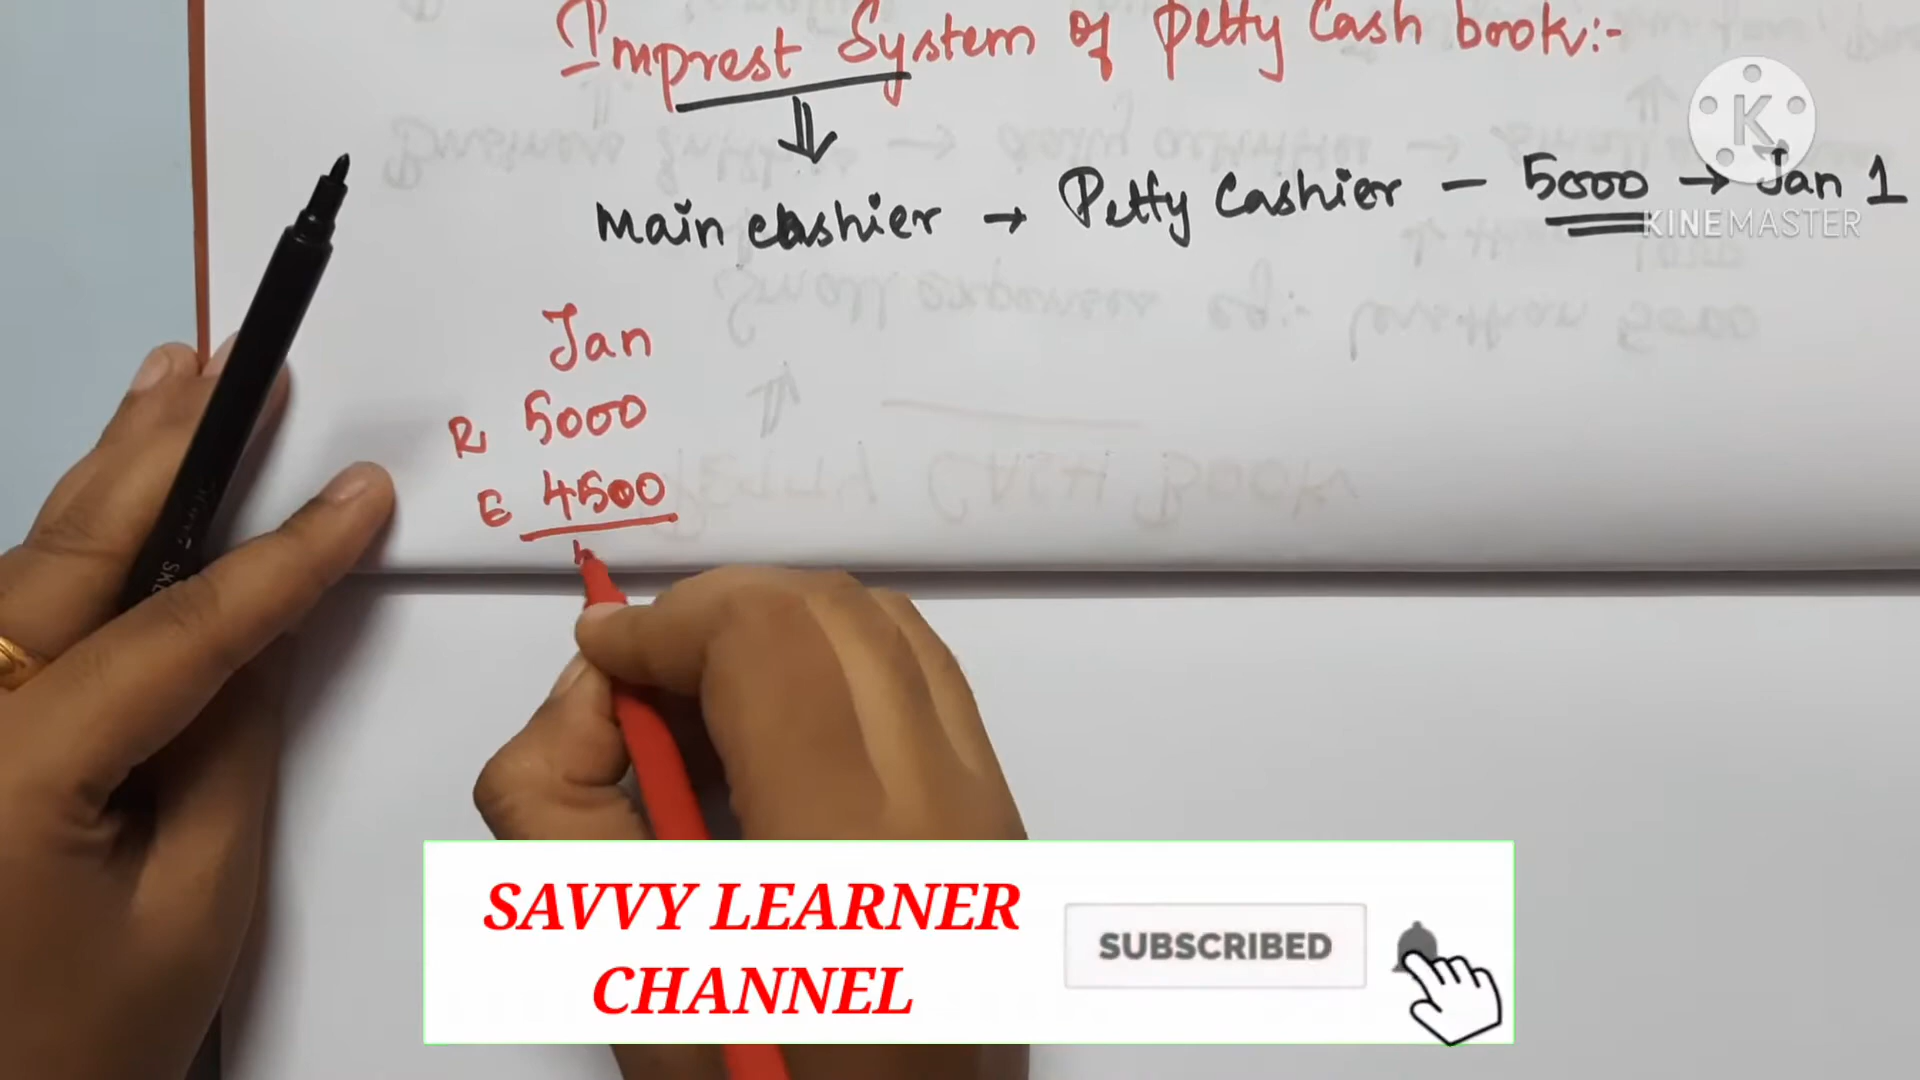 Imprest System of Petty Cash book:-
K
KINEMASTER
Main cashier → Petty Cashier - 5000 → Jan 1
Jan
R 5000
E 4500
SAVVY LEARNER
CHANNEL
SUBSCRIBED